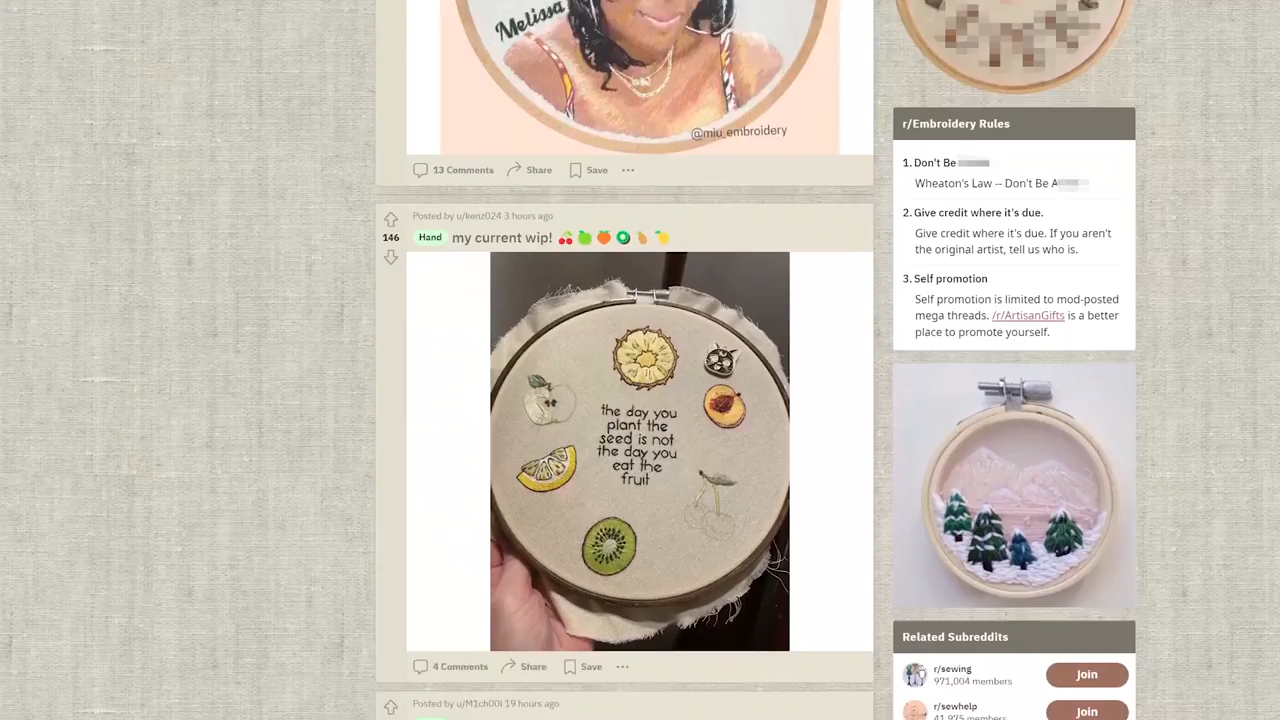 Melissa
@miu_embroidery
13 Comments
Share
Save
Posted by u/kenz024 3 hours ago
146
Hand
my current wip!
the day you
plant the
seed is not
the day you
eat the
fruit
4 Comments
Share
Save
Posted by u/M1ch00i 19 hours ago
r/Embroidery Rules
1. Don't Be
Wheaton's Law -- Don't Be A
2. Give credit where it's due.
Give credit where it's due. If you aren't
the original artist, tell us who is.
3. Self promotion
Self promotion is limited to mod-posted
mega threads. /r/ArtisanGifts is a better
place to promote yourself.
Related Subreddits
r/sewing
971,004 members
Join
r/sewhelp
41,975 members
Join